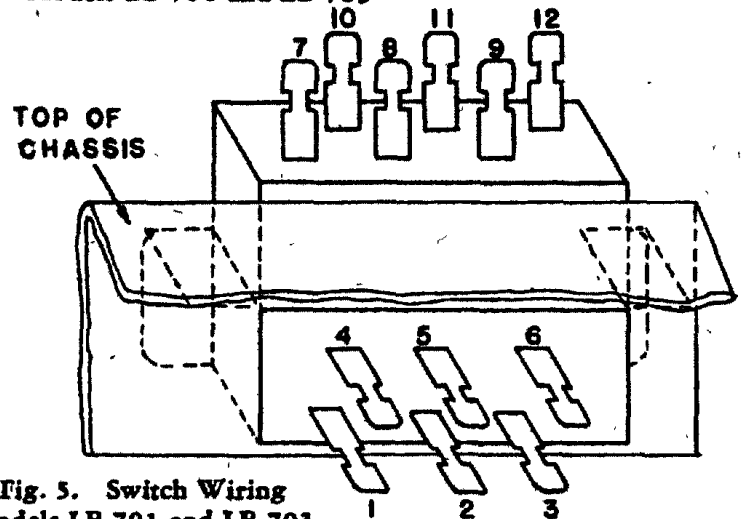 10 11 12
7 8 9
TOP OF
CHASSIS
4 5 6
Fig. 5. Switch Wiring
1 2 3